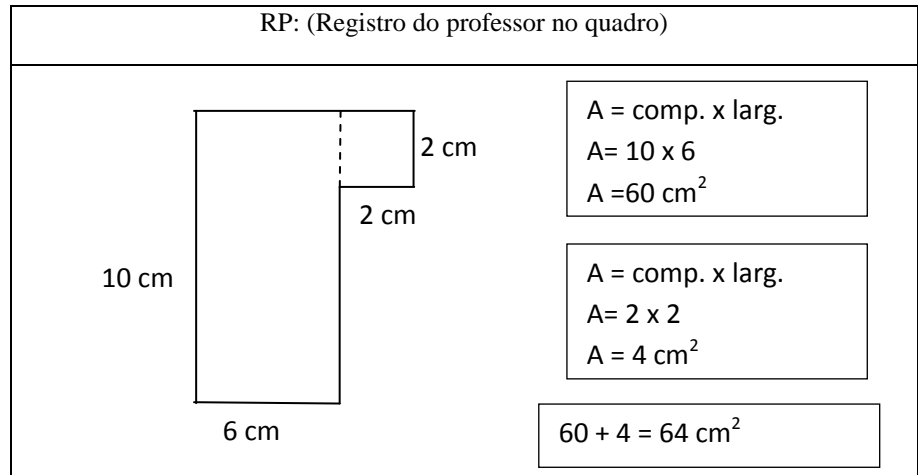 RP: (Registro do professor no quadro)
2 cm
2 cm
10 cm
6 cm
A = comp. x larg.
A= 10 x 6
A =60 cm²
A = comp. x larg.
A= 2 x 2
A = 4 cm²
60 + 4 = 64 cm²